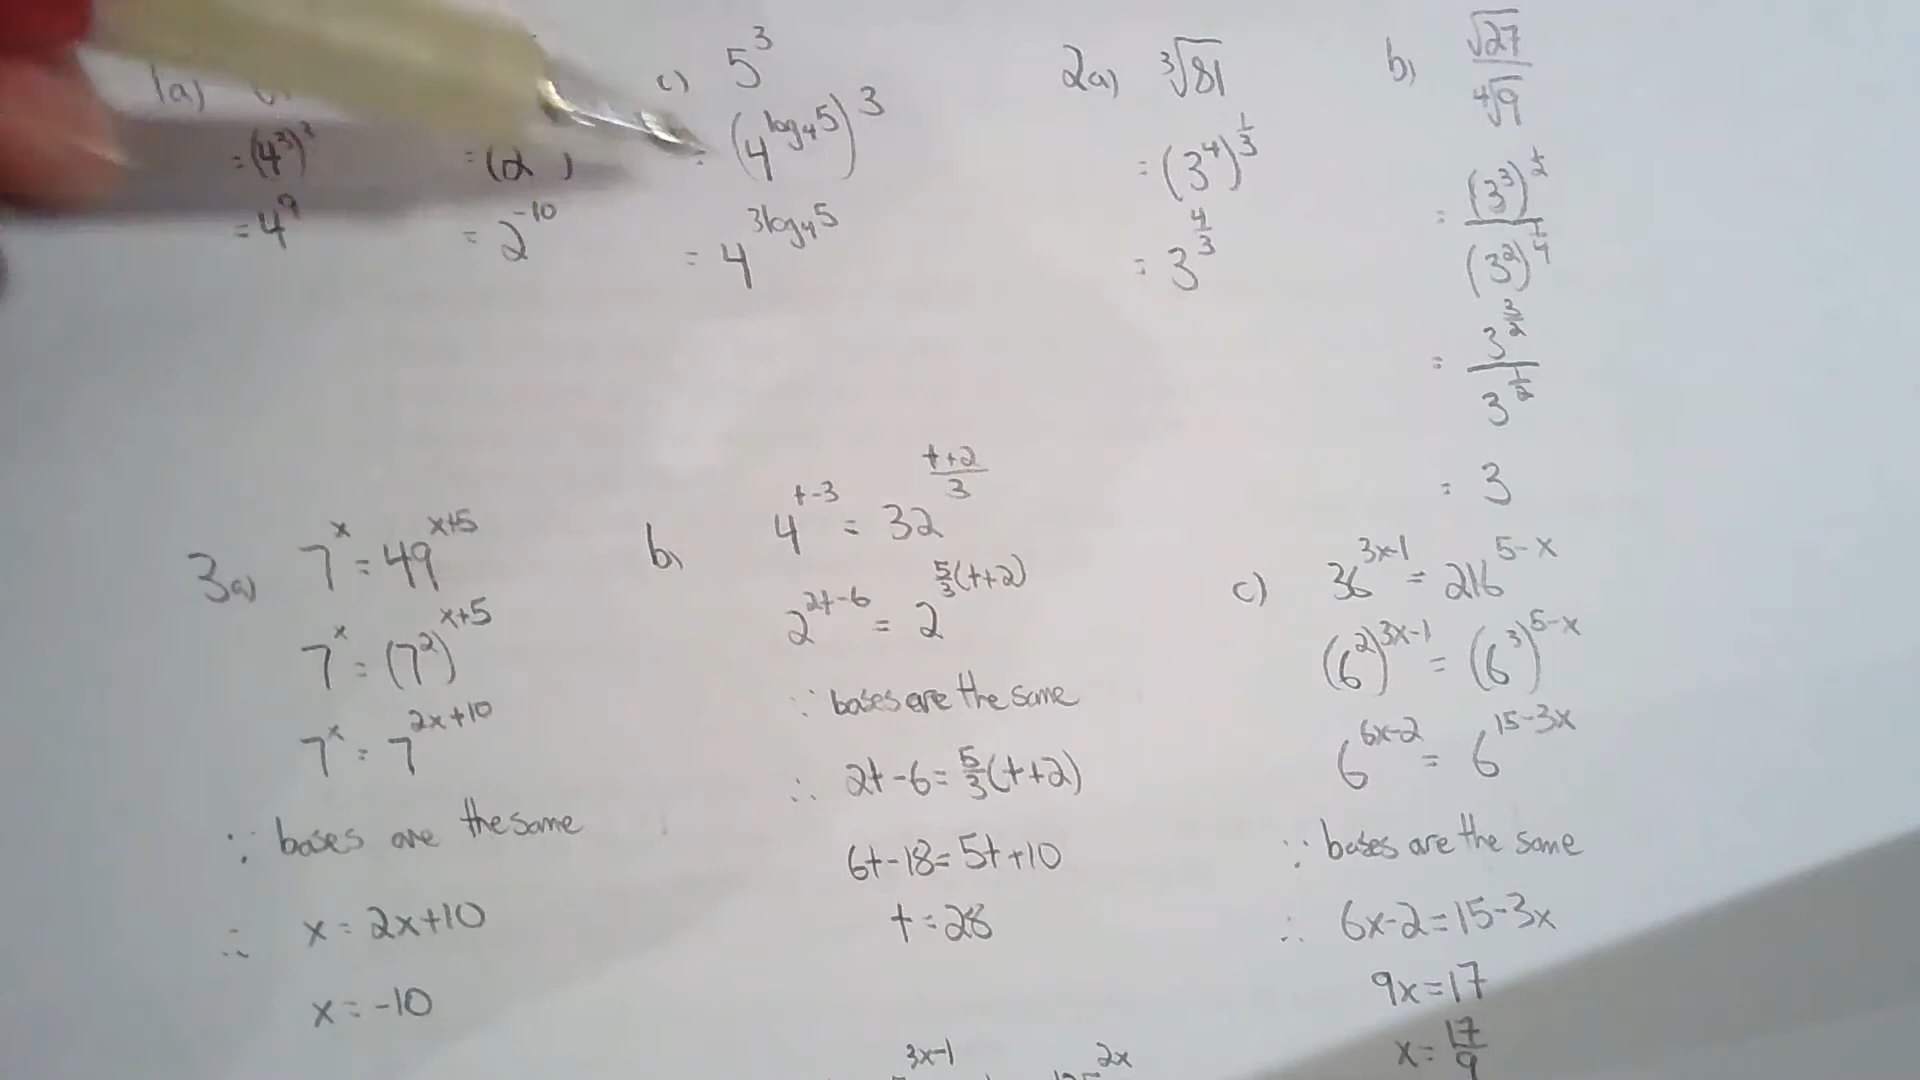 1a)
= (4³)³
= 4⁹
= (2 )
= 2⁻¹⁰
c) 5³
= (4^(log₄5))³
= 4^(3log₄5)
2a) ³√81
= (3⁴)^(1/3)
= 3^(4/3)
b) √27 / ⁴√9
= (3³)^(1/2) / (3²)^(1/4)
= 3^(3/2) / 3^(1/2)
= 3
3a) 7^x = 49^(x+5)
7^x = (7²)^(x+5)
7^x = 7^(2x+10)
∵ bases are the same
∴ x = 2x+10
x = -10
b) 4^(t-3) = 32^((t+2)/3)
2^(2t-6) = 2^(5/3(t+2))
∵ bases are the same
∴ 2t-6 = 5/3(t+2)
6t-18 = 5t+10
t = 28
c) 36^(3x-1) = 216^(5-x)
(6²)^(3x-1) = (6³)^(5-x)
6^(6x-2) = 6^(15-3x)
∵ bases are the same
∴ 6x-2 = 15-3x
9x = 17
x = 17/9
3x-1 2x